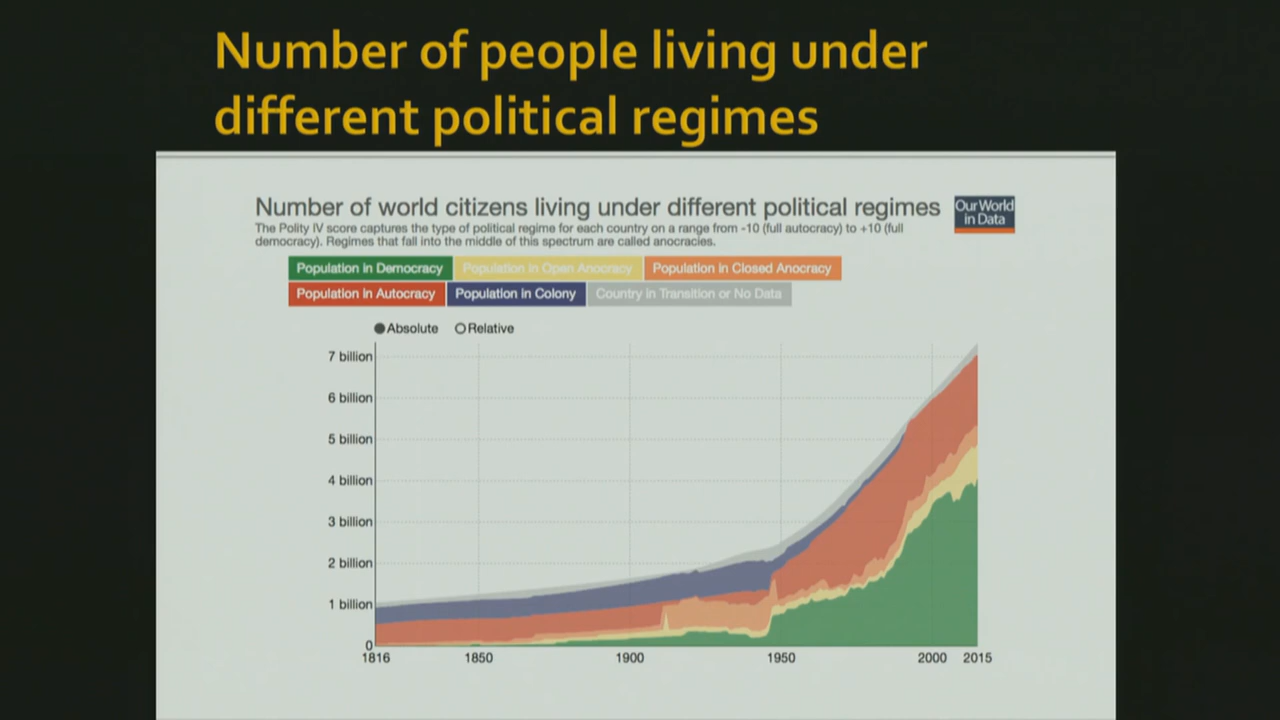 Number of people living under
different political regimes
Number of world citizens living under different political regimes
Our World
in Data
The Polity IV score captures the type of political regime for each country on a range from -10 (full autocracy) to +10 (full
democracy). Regimes that fall into the middle of this spectrum are called anocracies.
Population in Democracy
Population in Open Anocracy
Population in Closed Anocracy
Population in Autocracy
Population in Colony
Country in Transition or No Data
Absolute
Relative
7 billion
6 billion
5 billion
4 billion
3 billion
2 billion
1 billion
0
1816
1850
1900
1950
2000
2015